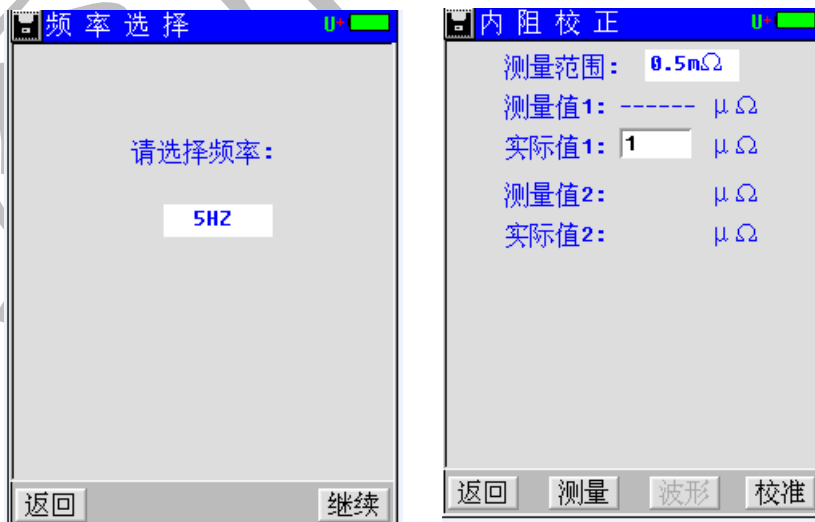 频率选择 U+
请选择频率:
5HZ
返回 继续
内阻校正 U+
测量范围: 0.5mΩ
测量值1: ------ μΩ
实际值1: 1 μΩ
测量值2: μΩ
实际值2: μΩ
返回 测量 波形 校准